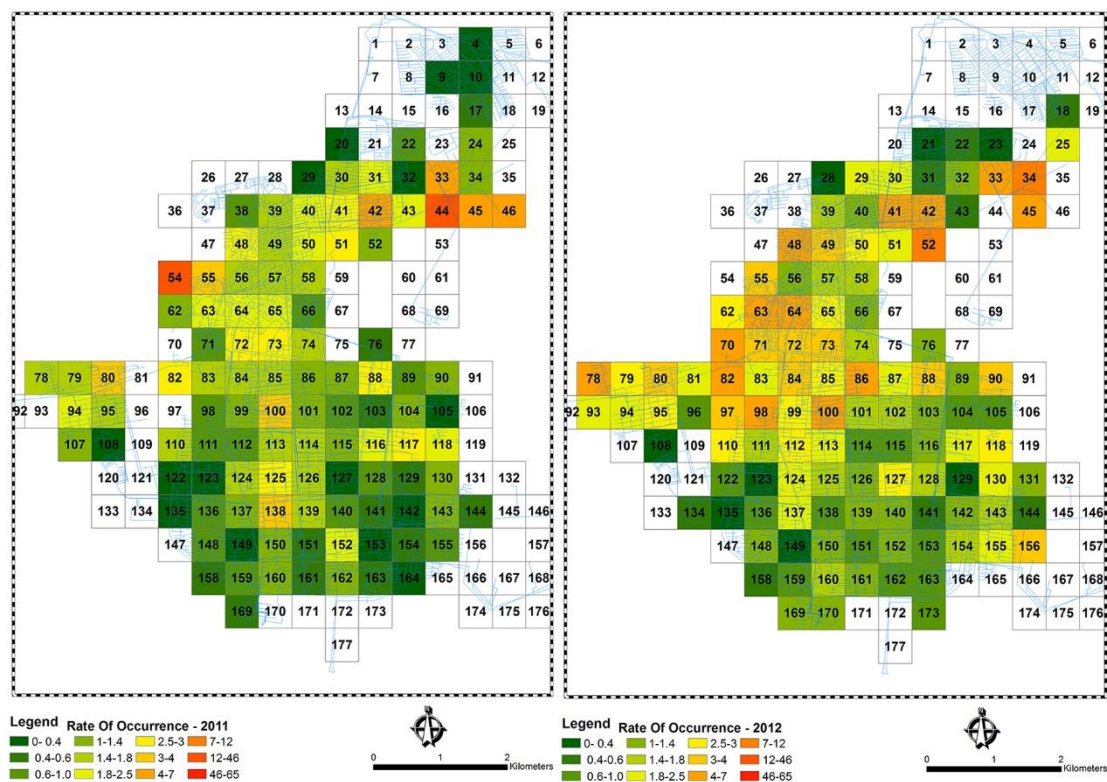 1 2 3 4 5 6
7 8 9 10 11 12
13 14 15 16 17 18 19
20 21 22 23 24 25
26 27 28 29 30 31 32 33 34 35
36 37 38 39 40 41 42 43 44 45 46
47 48 49 50 51 52 53
54 55 56 57 58 59 60 61
62 63 64 65 66 67 68 69
70 71 72 73 74 75 76 77
78 79 80 81 82 83 84 85 86 87 88 89 90 91
92 93 94 95 96 97 98 99 100 101 102 103 104 105 106
107 108 109 110 111 112 113 114 115 116 117 118 119
120 121 122 123 124 125 126 127 128 129 130 131 132
133 134 135 136 137 138 139 140 141 142 143 144 145 146
147 148 149 150 151 152 153 154 155 156 157
158 159 160 161 162 163 164 165 166 167 168
169 170 171 172 173 174 175 176
177
Legend Rate Of Occurrence - 2011
0- 0.4 1-1.4 2.5-3 7-12
0.4-0.6 1.4-1.8 3-4 12-46
0.6-1.0 1.8-2.5 4-7 46-65
0 1 2
Kilometers
1 2 3 4 5 6
7 8 9 10 11 12
13 14 15 16 17 18 19
20 21 22 23 24 25
26 27 28 29 30 31 32 33 34 35
36 37 38 39 40 41 42 43 44 45 46
47 48 49 50 51 52 53
54 55 56 57 58 59 60 61
62 63 64 65 66 67 68 69
70 71 72 73 74 75 76 77
78 79 80 81 82 83 84 85 86 87 88 89 90 91
92 93 94 95 96 97 98 99 100 101 102 103 104 105 106
107 108 109 110 111 112 113 114 115 116 117 118 119
120 121 122 123 124 125 126 127 128 129 130 131 132
133 134 135 136 137 138 139 140 141 142 143 144 145 146
147 148 149 150 151 152 153 154 155 156 157
158 159 160 161 162 163 164 165 166 167 168
169 170 171 172 173 174 175 176
177
Legend Rate Of Occurrence - 2012
0- 0.4 1-1.4 2.5-3 7-12
0.4-0.6 1.4-1.8 3-4 12-46
0.6-1.0 1.8-2.5 4-7 46-65
0 1 2
Kilometers